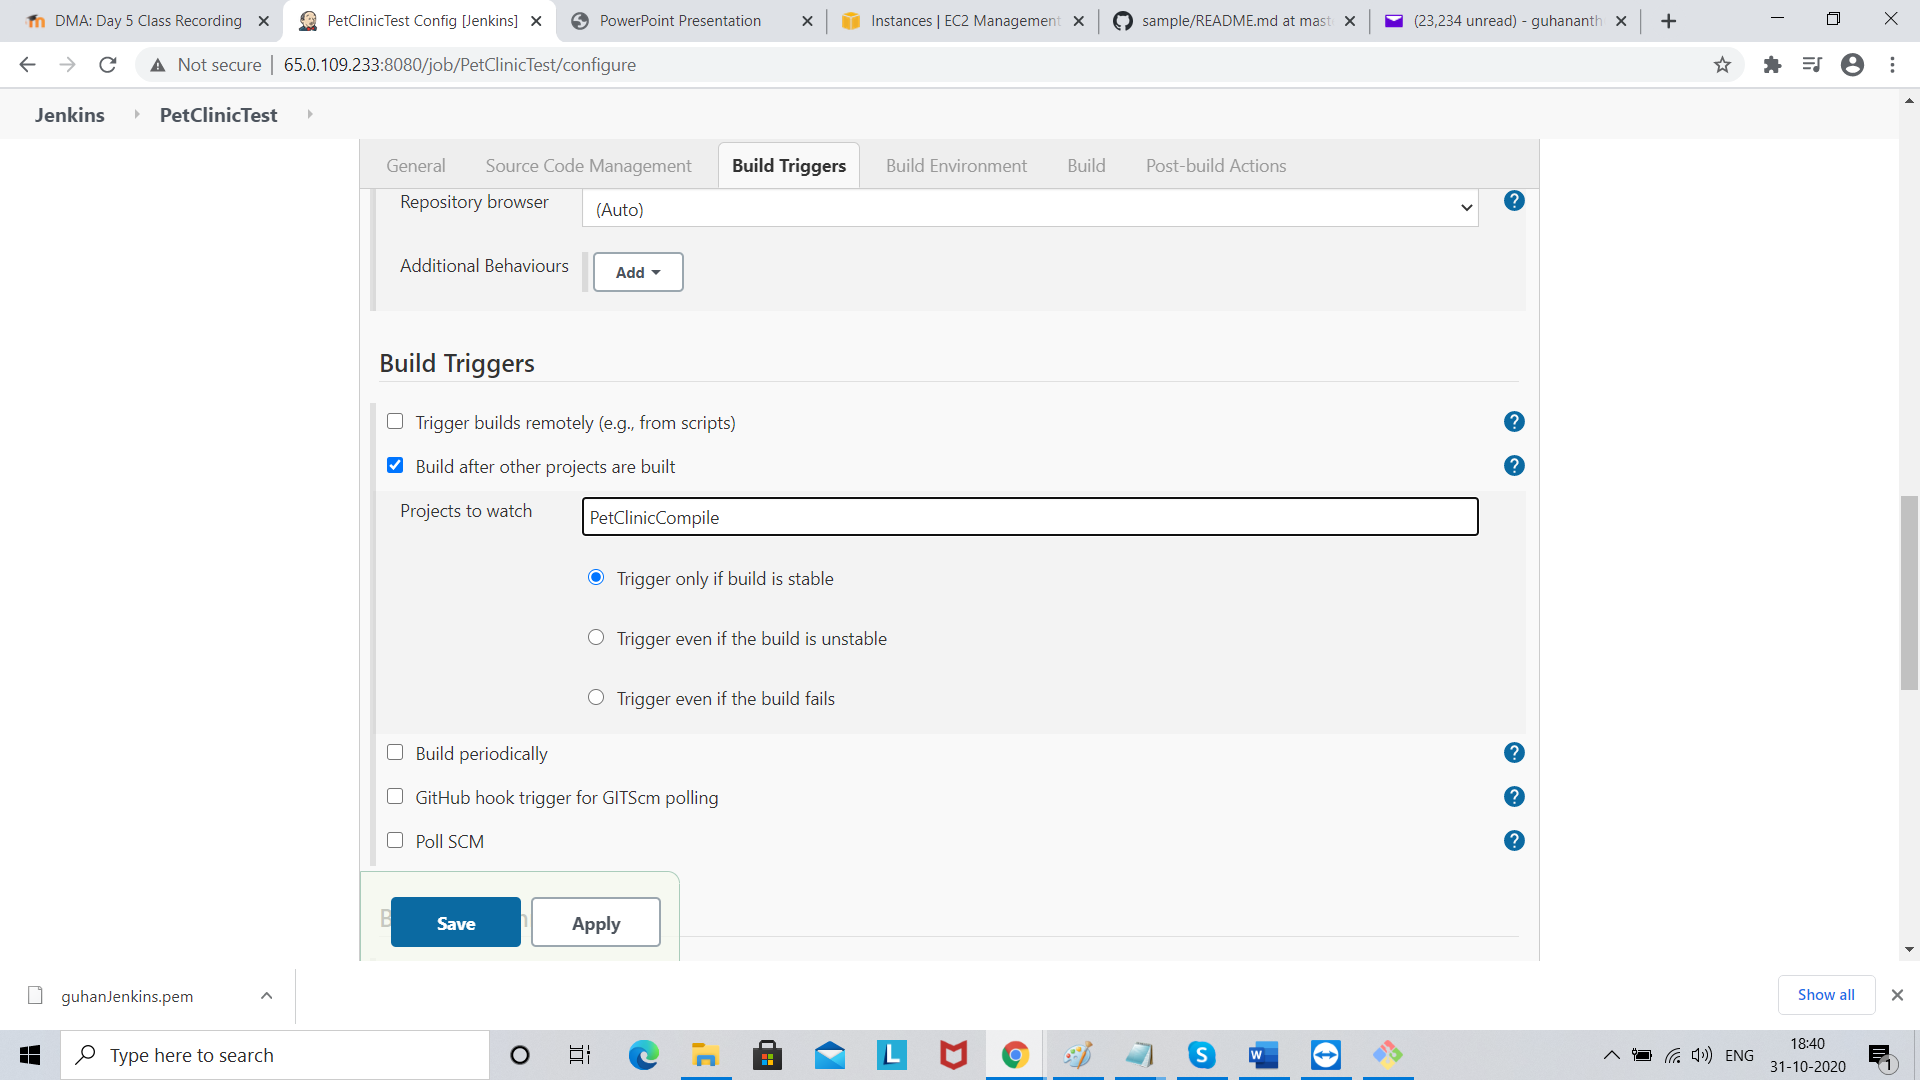 DMA: Day 5 Class Recording
PetClinicTest Config [Jenkins]
PowerPoint Presentation
Instances | EC2 Management
sample/README.md at mast
(23,234 unread) - guhananth
Not secure
65.0.109.233:8080/job/PetClinicTest/configure
Jenkins
PetClinicTest
General
Source Code Management
Build Triggers
Build Environment
Build
Post-build Actions
Repository browser
(Auto)
?
Additional Behaviours
Add
Build Triggers
Trigger builds remotely (e.g., from scripts)
?
Build after other projects are built
?
Projects to watch
PetClinicCompile
Trigger only if build is stable
Trigger even if the build is unstable
Trigger even if the build fails
Build periodically
?
GitHub hook trigger for GITScm polling
?
Poll SCM
?
Save
Apply
guhanJenkins.pem
Show all
Type here to search
ENG
18:40
31-10-2020
1